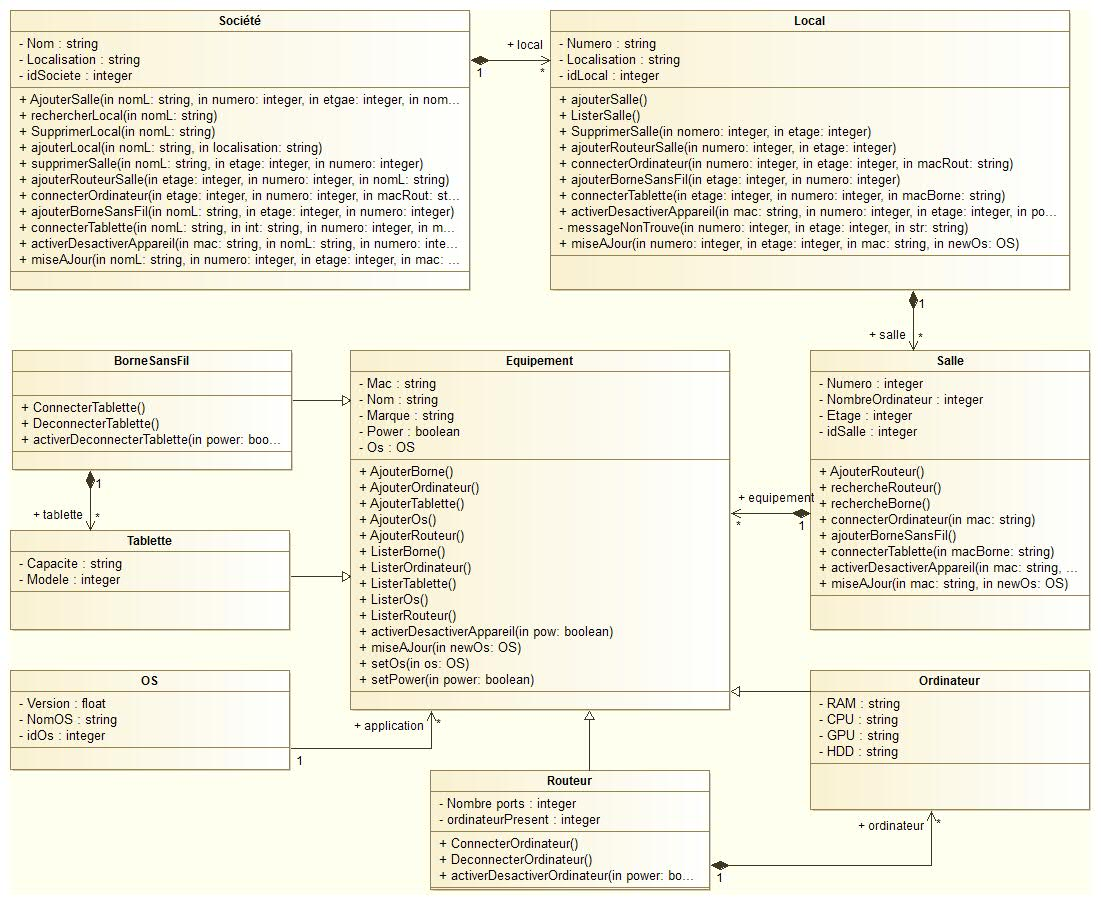 Société
- Nom : string
- Localisation : string
- idSociete : integer
+ AjouterSalle(in nomL: string, in numero: integer, in etgae: integer, in nom...
+ rechercherLocal(in nomL: string)
+ SupprimerLocal(in nomL: string)
+ ajouterLocal(in nomL: string, in localisation: string)
+ supprimerSalle(in nomL: string, in etage: integer, in numero: integer)
+ ajouterRouteurSalle(in etage: integer, in numero: integer, in nomL: string)
+ connecterOrdinateur(in etage: integer, in numero: integer, in macRout: st...
+ ajouterBorneSansFil(in nomL: string, in etage: integer, in numero: integer)
+ connecterTablette(in nomL: string, in int: string, in numero: integer, in m...
+ activerDesactiverAppareil(in mac: string, in nomL: string, in numero: inte...
+ miseAJour(in nomL: string, in numero: integer, in etage: integer, in mac: ...
+ local
1
*
Local
- Numero : string
- Localisation : string
- idLocal : integer
+ ajouterSalle()
+ ListerSalle()
+ SupprimerSalle(in nomero: integer, in etage: integer)
+ ajouterRouteurSalle(in numero: integer, in etage: integer)
+ connecterOrdinateur(in numero: integer, in etage: integer, in macRout: string)
+ ajouterBorneSansFil(in etage: integer, in numero: integer)
+ connecterTablette(in etage: integer, in numero: integer, in macBorne: string)
+ activerDesactiverAppareil(in mac: string, in numero: integer, in etage: integer, in po...
- messageNonTrouve(in numero: integer, in etage: integer, in str: string)
+ miseAJour(in numero: integer, in etage: integer, in mac: string, in newOs: OS)
1
+ salle
*
BorneSansFil
+ ConnecterTablette()
+ DeconnecterTablette()
+ activerDeconnecterTablette(in power: boo...
1
+ tablette
*
Equipement
- Mac : string
- Nom : string
- Marque : string
- Power : boolean
- Os : OS
+ AjouterBorne()
+ AjouterOrdinateur()
+ AjouterTablette()
+ AjouterOs()
+ AjouterRouteur()
+ ListerBorne()
+ ListerOrdinateur()
+ ListerTablette()
+ ListerOs()
+ ListerRouteur()
+ activerDesactiverAppareil(in pow: boolean)
+ miseAJour(in newOs: OS)
+ setOs(in os: OS)
+ setPower(in power: boolean)
+ equipement
*
1
Salle
- Numero : integer
- NombreOrdinateur : integer
- Etage : integer
- idSalle : integer
+ AjouterRouteur()
+ rechercheRouteur()
+ rechercheBorne()
+ connecterOrdinateur(in mac: string)
+ ajouterBorneSansFil()
+ connecterTablette(in macBorne: string)
+ activerDesactiverAppareil(in mac: string, ...
+ miseAJour(in mac: string, in newOs: OS)
Tablette
- Capacite : string
- Modele : integer
OS
- Version : float
- NomOS : string
- idOs : integer
+ application
*
1
Ordinateur
- RAM : string
- CPU : string
- GPU : string
- HDD : string
Routeur
- Nombre ports : integer
- ordinateurPresent : integer
+ ConnecterOrdinateur()
+ DeconnecterOrdinateur()
+ activerDesactiverOrdinateur(in power: bo...
+ ordinateur
*
1